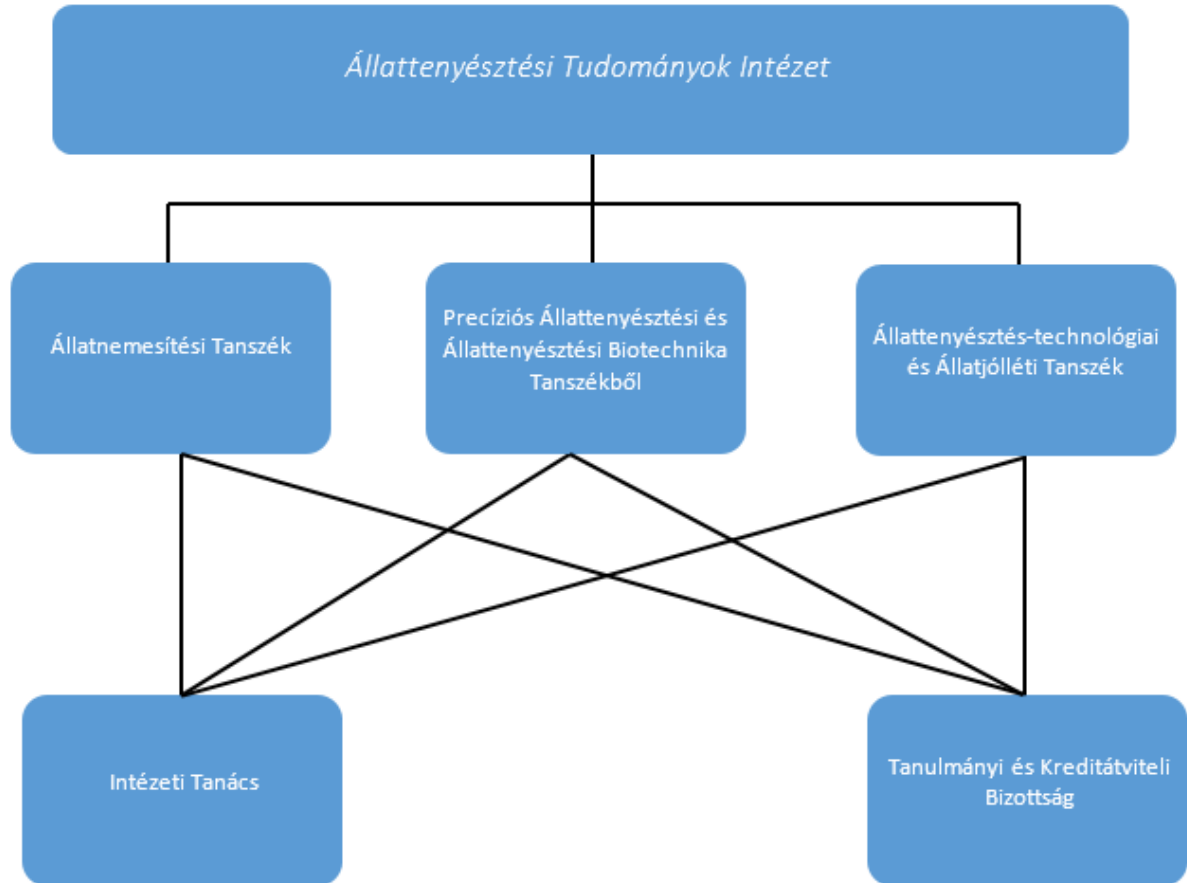 Állattenyésztési Tudományok Intézet
Állatnemesítési Tanszék
Precíziós Állattenyésztési és
Állattenyésztési Biotechnika
Tanszékből
Állattenyésztés-technológiai
és Állatjólléti Tanszék
Intézeti Tanács
Tanulmányi és Kreditátviteli
Bizottság